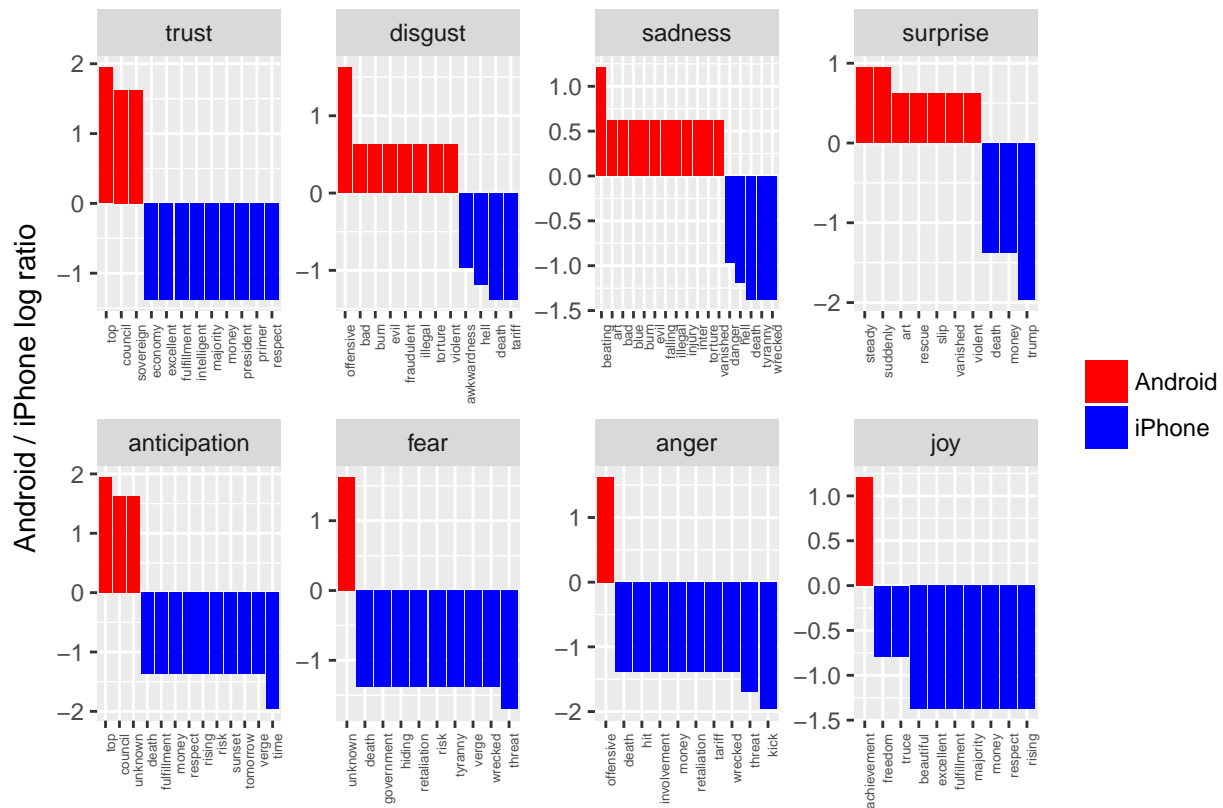 trust
disgust
sadness
surprise
2
1
0
−1
1
0
−1
1.0
0.5
0.0
−0.5
−1.0
−1.5
1
0
−1
−2
top
council
sovereign
economy
excellent
fulfillment
intelligent
majority
money
president
primer
respect
offensive
bad
burn
evil
fraudulent
illegal
torture
violent
awkwardness
hell
death
tariff
beating
art
bad
blue
burn
evil
falling
illegal
injury
inter
torture
vanished
danger
hell
death
tyranny
wrecked
steady
suddenly
art
rescue
slip
vanished
violent
death
money
trump
Android / iPhone log ratio
Android
iPhone
anticipation
fear
anger
joy
2
1
0
−1
−2
1
0
−1
1
0
−1
−2
1.0
0.5
0.0
−0.5
−1.0
−1.5
top
council
unknown
death
fulfillment
money
respect
rising
risk
sunset
tomorrow
verge
time
unknown
death
government
hiding
retaliation
risk
tyranny
verge
wrecked
threat
offensive
death
hit
involvement
money
retaliation
tariff
wrecked
threat
kick
achievement
freedom
truce
beautiful
excellent
fulfillment
majority
money
respect
rising